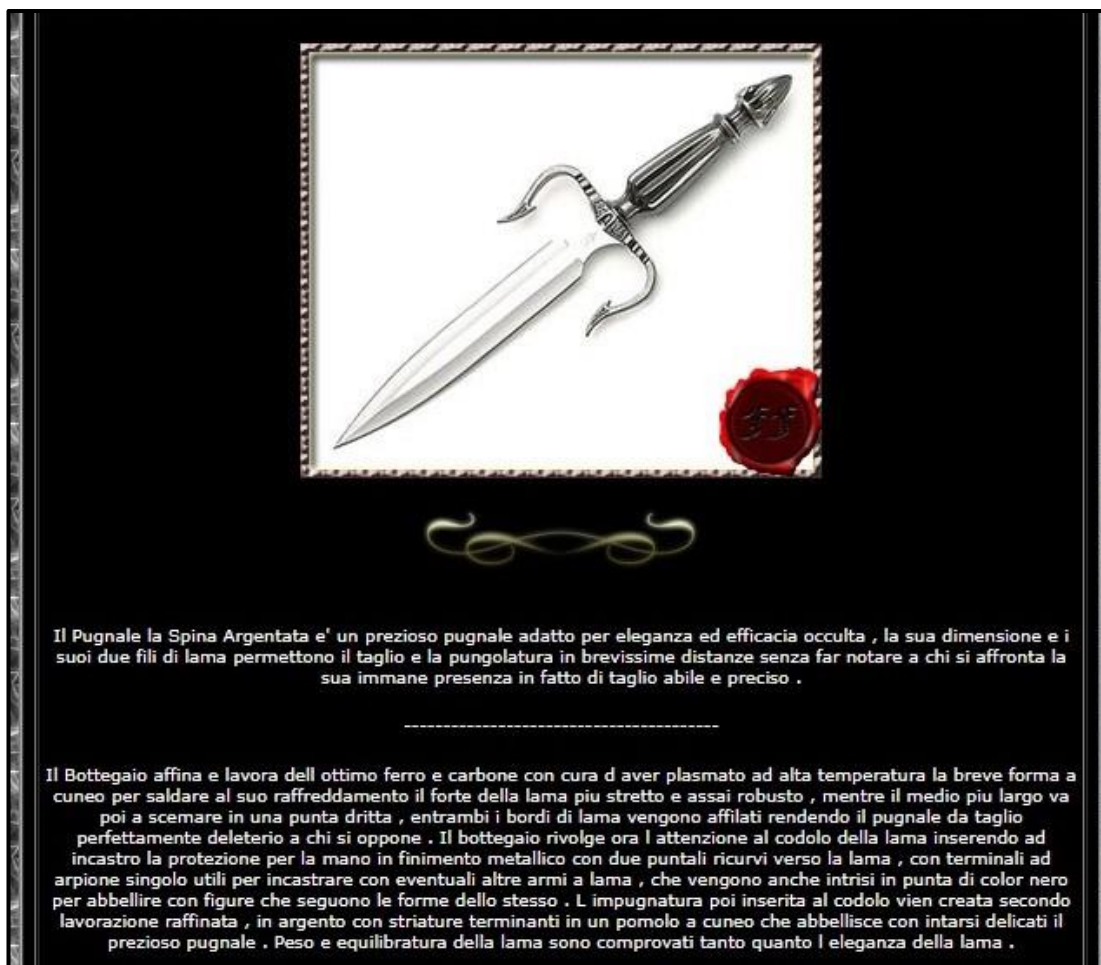 FF
Il Pugnale la Spina Argentata e' un prezioso pugnale adatto per eleganza ed efficacia occulta , la sua dimensione e i
suoi due fili di lama permettono il taglio e la pungolatura in brevissime distanze senza far notare a chi si affronta la
sua immane presenza in fatto di taglio abile e preciso .
----------------------------------------
Il Bottegaio affina e lavora dell ottimo ferro e carbone con cura d aver plasmato ad alta temperatura la breve forma a
cuneo per saldare al suo raffreddamento il forte della lama piu stretto e assai robusto , mentre il medio piu largo va
poi a scemare in una punta dritta , entrambi i bordi di lama vengono affilati rendendo il pugnale da taglio
perfettamente deleterio a chi si oppone . Il bottegaio rivolge ora l attenzione al codolo della lama inserendo ad
incastro la protezione per la mano in finimento metallico con due puntali ricurvi verso la lama , con terminali ad
arpione singolo utili per incastrare con eventuali altre armi a lama , che vengono anche intrisi in punta di color nero
per abbellire con figure che seguono le forme dello stesso . L impugnatura poi inserita al codolo vien creata secondo
lavorazione raffinata , in argento con striature terminanti in un pomolo a cuneo che abbellisce con intarsi delicati il
prezioso pugnale . Peso e equilibratura della lama sono comprovati tanto quanto l eleganza della lama .